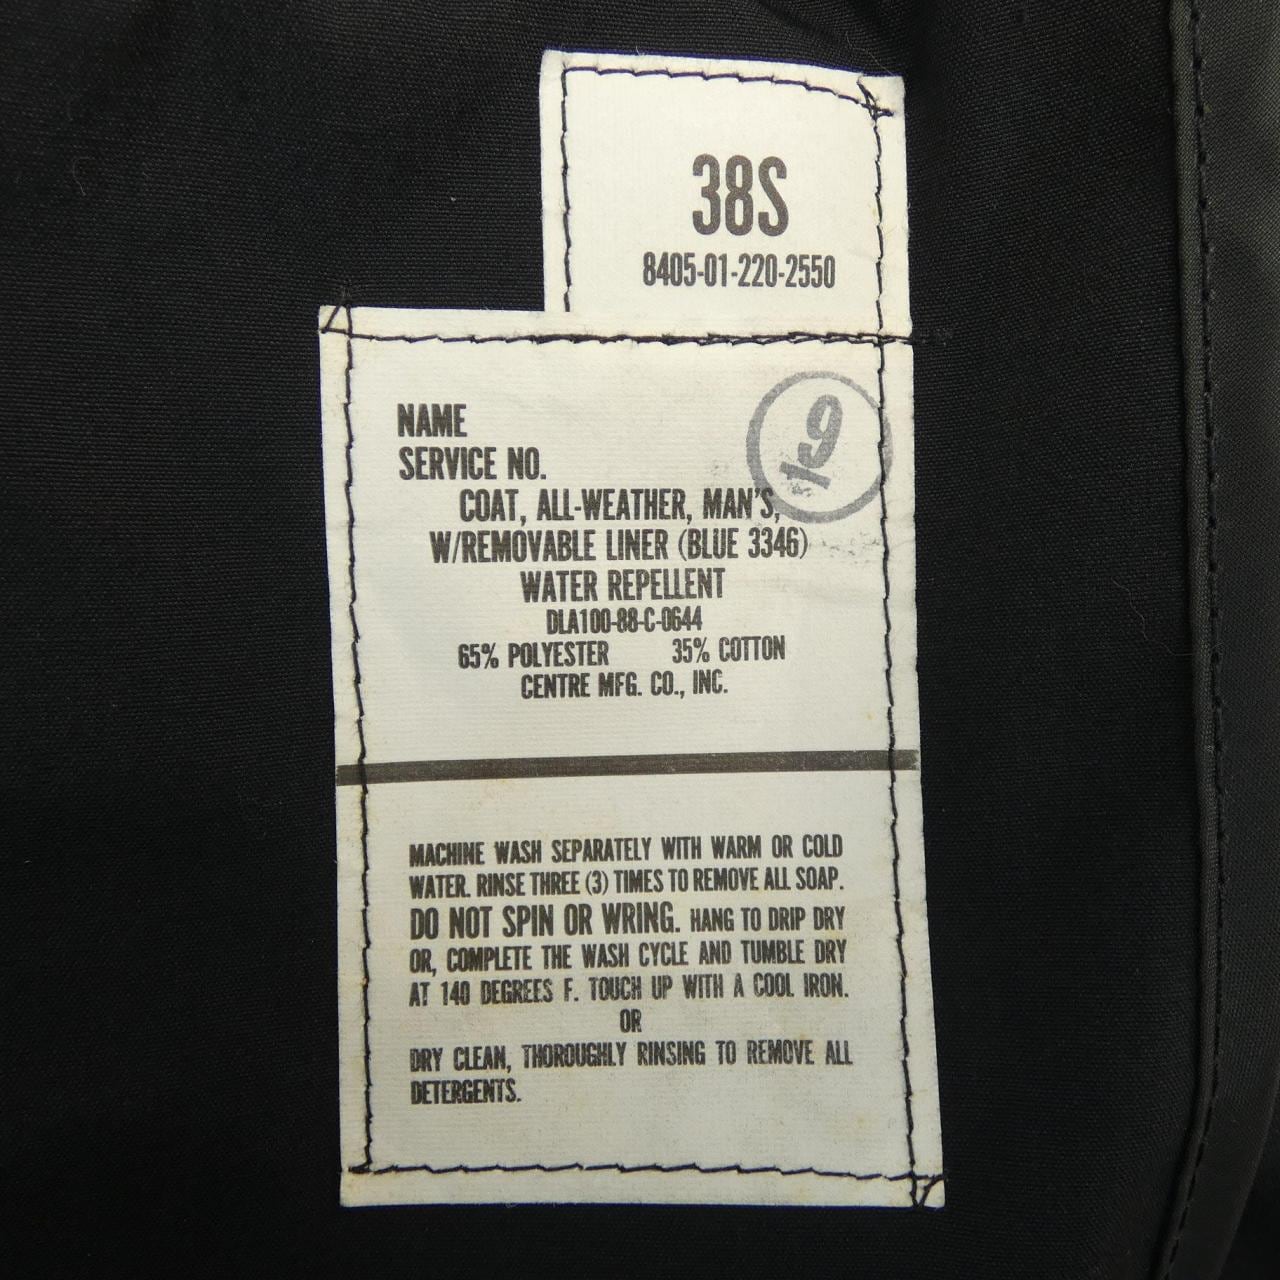 38S
8405-01-220-2550
NAME
SERVICE NO.
COAT, ALL-WEATHER, MAN'S,
W/REMOVABLE LINER (BLUE 3346)
WATER REPELLENT
DLA100-88-C-0644
65% POLYESTER 35% COTTON
CENTRE MFG. CO., INC.
MACHINE WASH SEPARATELY WITH WARM OR COLD
WATER. RINSE THREE (3) TIMES TO REMOVE ALL SOAP.
DO NOT SPIN OR WRING. HANG TO DRIP DRY
OR, COMPLETE THE WASH CYCLE AND TUMBLE DRY
AT 140 DEGREES F. TOUCH UP WITH A COOL IRON.
OR
DRY CLEAN, THOROUGHLY RINSING TO REMOVE ALL
DETERGENTS.